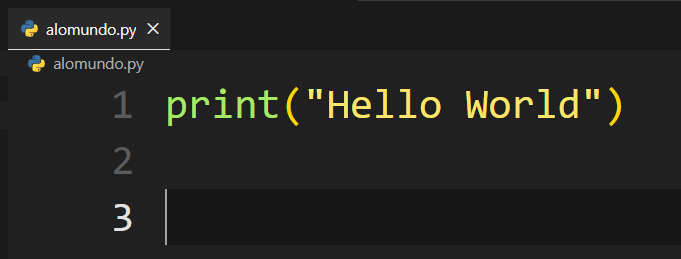 alomundo.py ×
alomundo.py
1 print("Hello World")
2
3